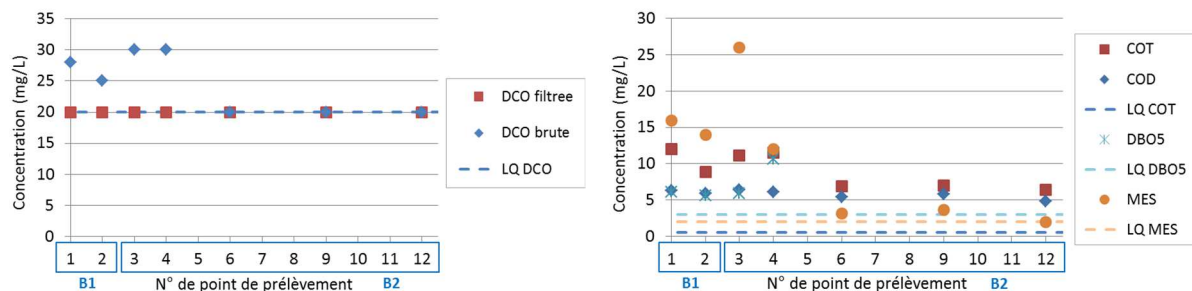 Concentration (mg/L)
35
30
25
20
15
10
5
0
1 2 3 4 5 6 7 8 9 10 11 12
B1 N° de point de prélèvement B2
DCO filtree
DCO brute
LQ DCO
Concentration (mg/L)
30
25
20
15
10
5
0
1 2 3 4 5 6 7 8 9 10 11 12
B1 N° de point de prélèvement B2
COT
COD
LQ COT
DBO5
LQ DBO5
MES
LQ MES